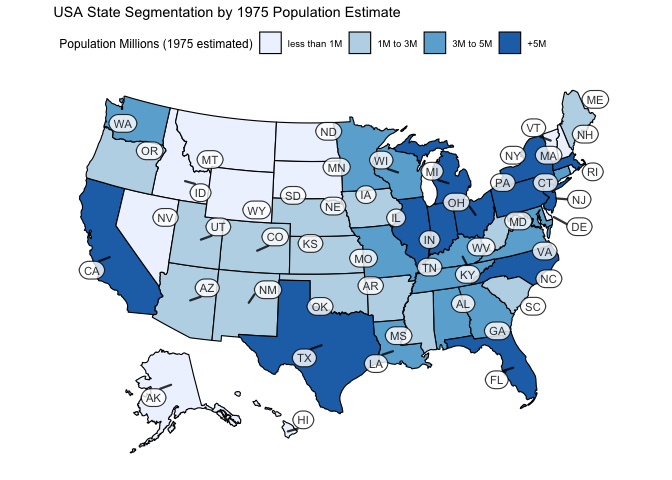 USA State Segmentation by 1975 Population Estimate
Population Millions (1975 estimated) less than 1M 1M to 3M 3M to 5M +5M
ME
WA VT NH
OR ND
MT MN WI NY MA
MI RI
ID SD IA PA CT
NV WY NE OH NJ
UT IL MD DE
CO KS IN WV
CA MO TN KY VA
AZ NM AR NC
OK AL SC
MS GA
TX LA
AK FL
HI